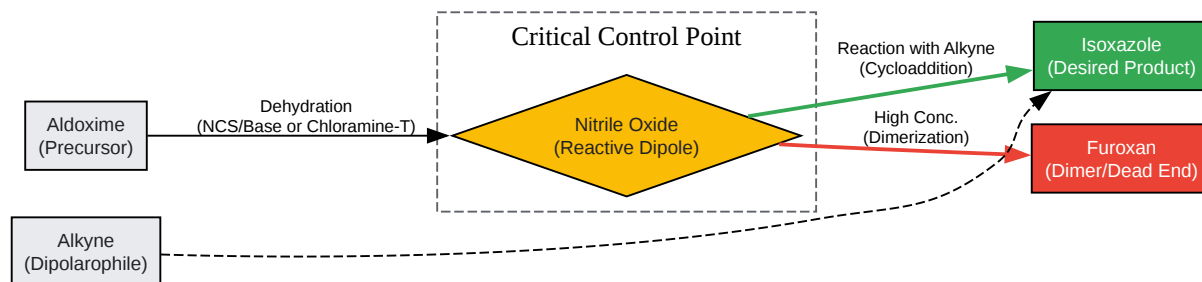 Critical Control Point
Aldoxime
(Precursor)
Dehydration
(NCS/Base or Chloramine-T)
Nitrile Oxide
(Reactive Dipole)
Reaction with Alkyne
(Cycloaddition)
Isoxazole
(Desired Product)
High Conc.
(Dimerization)
Furoxan
(Dimer/Dead End)
Alkyne
(Dipolarophile)